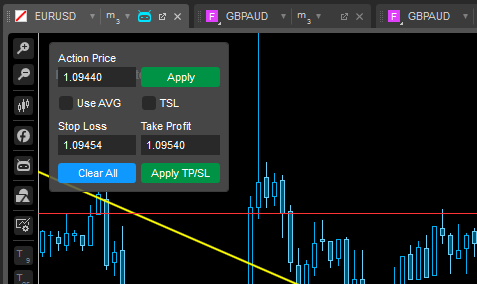 EURUSD m3 F GBPAUD m3 F GBPAUD
Action Price
1.09440 Apply
Use AVG TSL
Stop Loss Take Profit
1.09454 1.09540
Clear All Apply TP/SL
T9
T